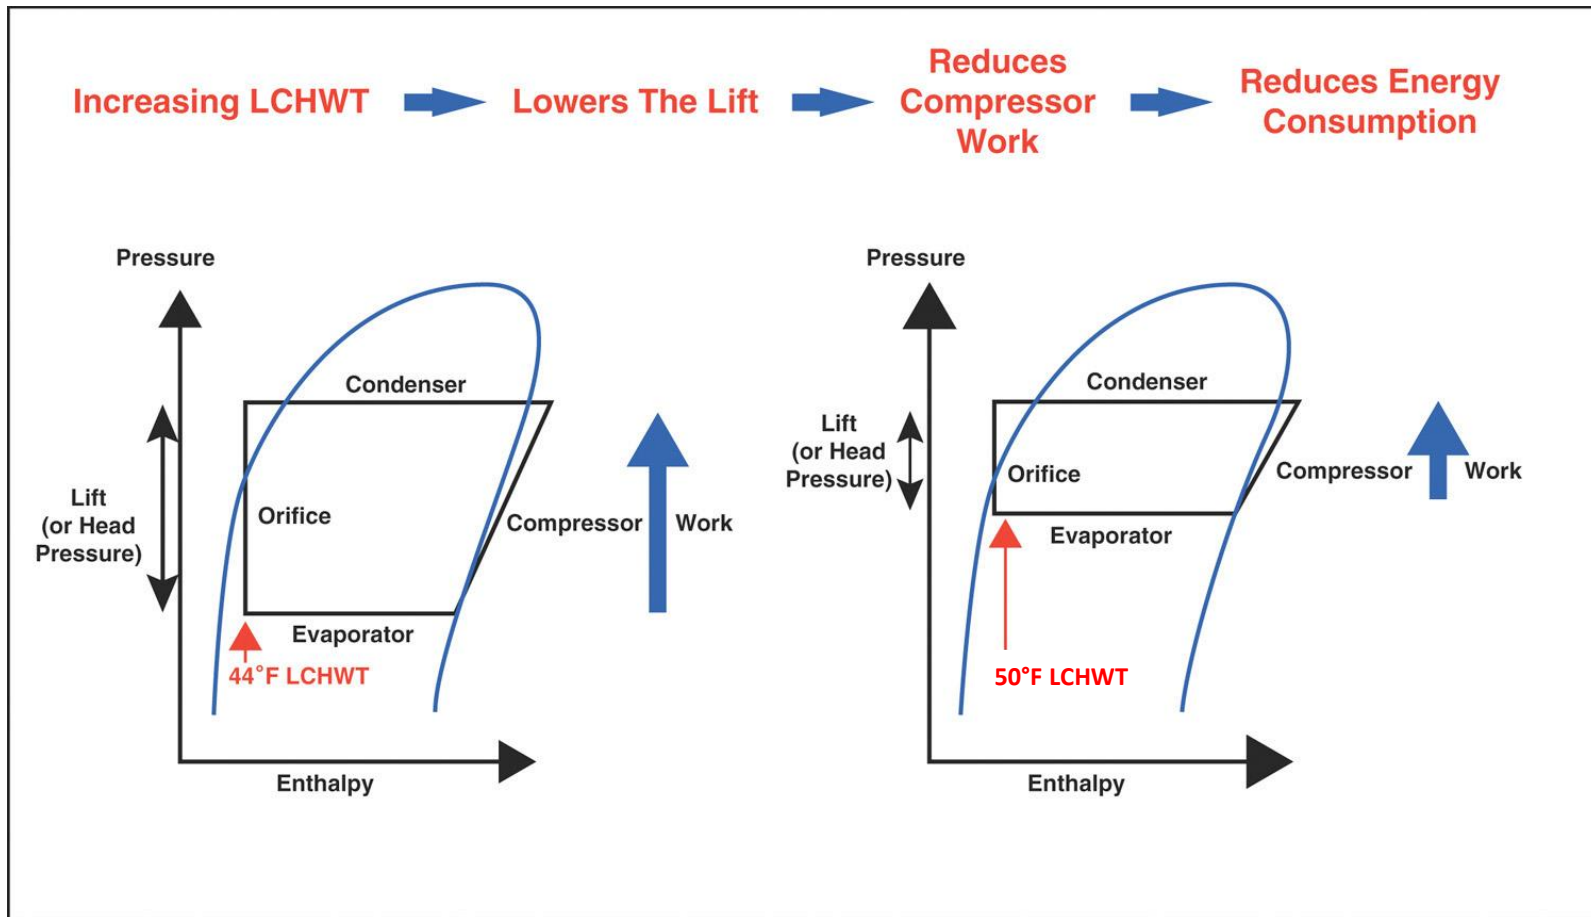 Increasing LCHWT
Lowers The Lift
Reduces
Compressor
Work
Reduces Energy
Consumption
Pressure
Condenser
Lift
(or Head
Pressure)
Orifice
Compressor
Work
Evaporator
44°F LCHWT
Enthalpy
Pressure
Condenser
Lift
(or Head
Pressure)
Orifice
Compressor
Work
Evaporator
50°F LCHWT
Enthalpy